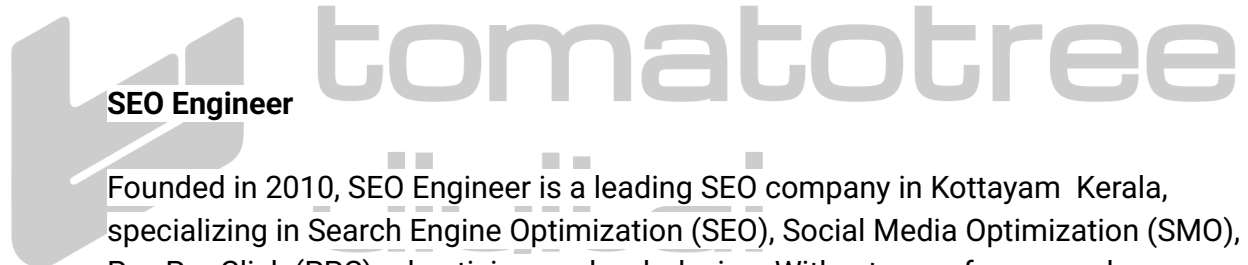 tomatotree
SEO Engineer
digital
Founded in 2010, SEO Engineer is a leading SEO company in Kottayam  Kerala,
specializing in Search Engine Optimization (SEO), Social Media Optimization (SMO),